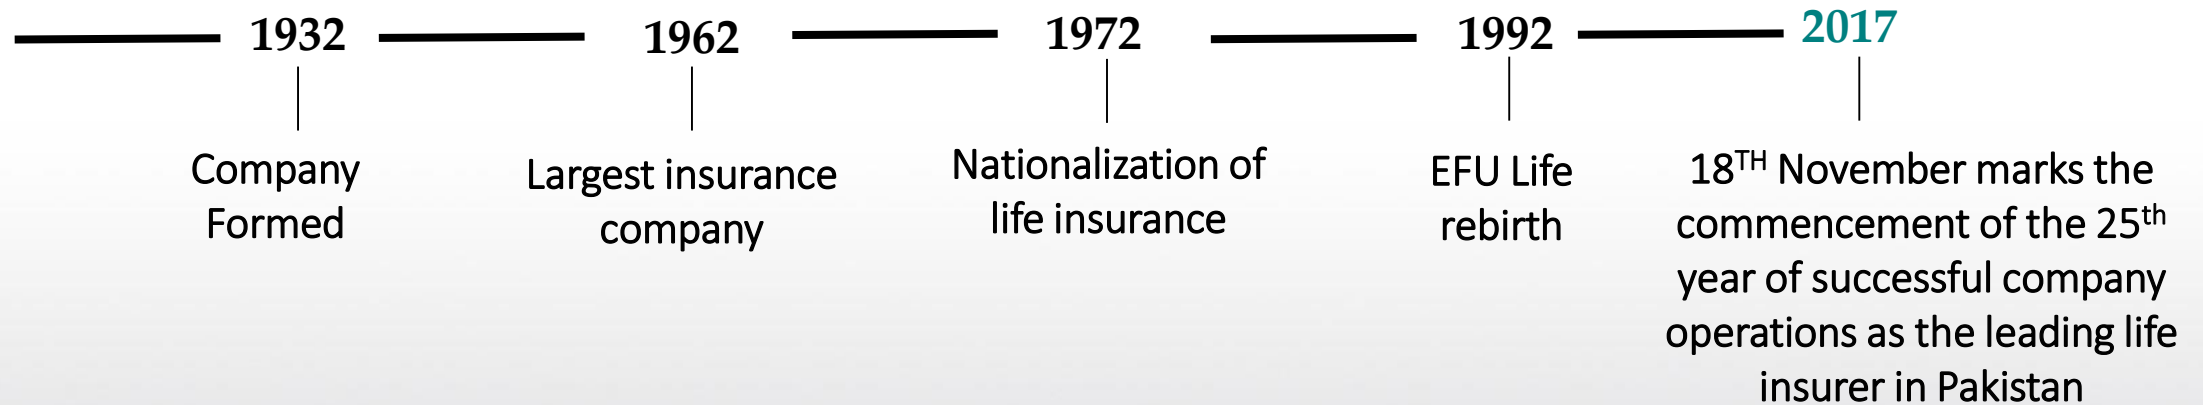 1932
Company
Formed
1962
Largest insurance
company
1972
Nationalization of
life insurance
1992
EFU Life
rebirth
2017
18TH November marks the
commencement of the 25th
year of successful company
operations as the leading life
insurer in Pakistan